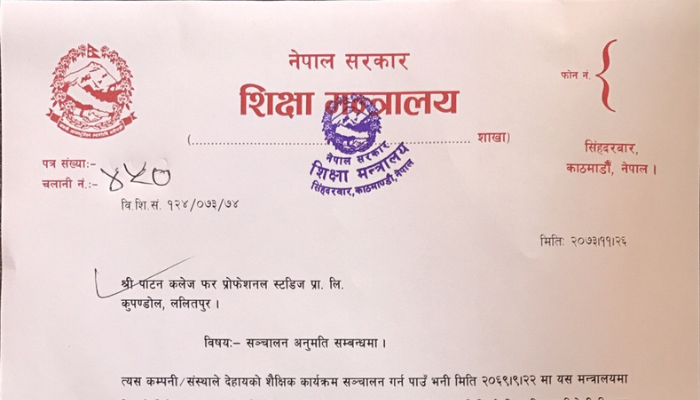 नेपाल सरकार
शिक्षा मन्त्रालय
(................................................ शाखा)
फोन नं.
सिंहदरबार,
काठमाडौं, नेपाल ।
नेपाल सरकार
शिक्षा मन्त्रालय
सिंहदरबार, काठमाण्डौ, नेपाल
पत्र संख्या:-
चलानी नं.:- ४५०
वि.शि.सं. १२४/०७३/७४
मिति: २०७३।११।२६
श्री पाटन कलेज फर प्रोफेशनल स्टडिज प्रा. लि.
कुपण्डोल, ललितपुर ।
विषय:- सञ्चालन अनुमति सम्बन्धमा ।
त्यस कम्पनी/संस्थाले देहायको शैक्षिक कार्यक्रम सञ्चालन गर्न पाउँ भनी मिति २०६९।९।२२ मा यस मन्त्रालयमा